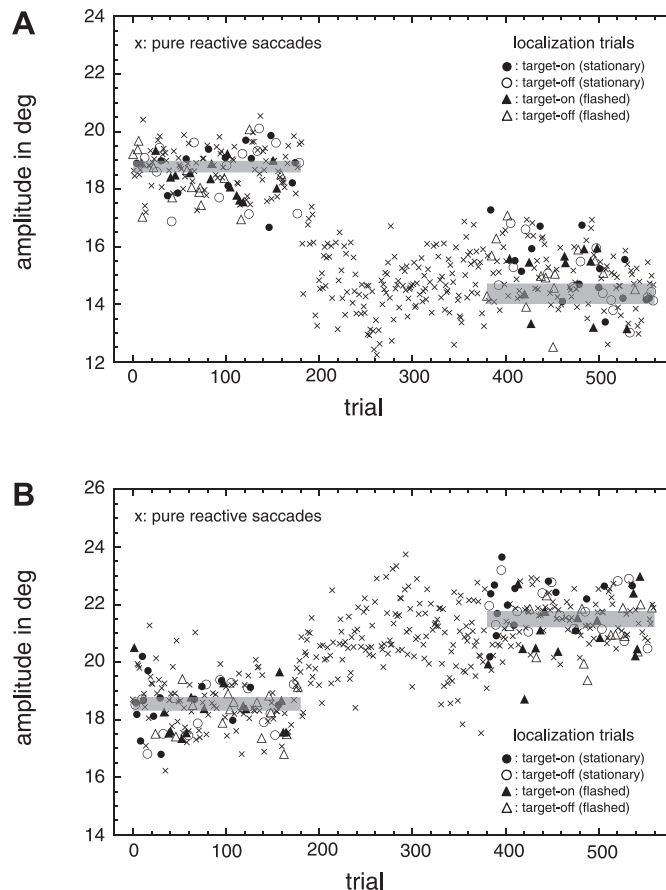 A
24
22
20
18
16
14
12
amplitude in deg
x: pure reactive saccades
localization trials
●: target-on (stationary)
○: target-off (stationary)
▲: target-on (flashed)
△: target-off (flashed)
0 100 200 300 400 500
trial
B
26
24
22
20
18
16
14
amplitude in deg
x: pure reactive saccades
localization trials
●: target-on (stationary)
○: target-off (stationary)
▲: target-on (flashed)
△: target-off (flashed)
0 100 200 300 400 500
trial